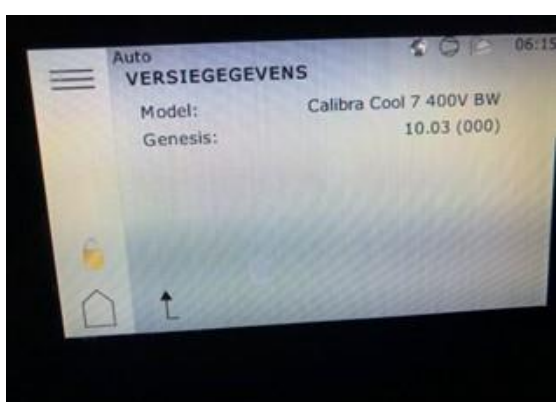 Auto
06:15
VERSIEGEGEVENS
Model: Calibra Cool 7 400V BW
Genesis: 10.03 (000)